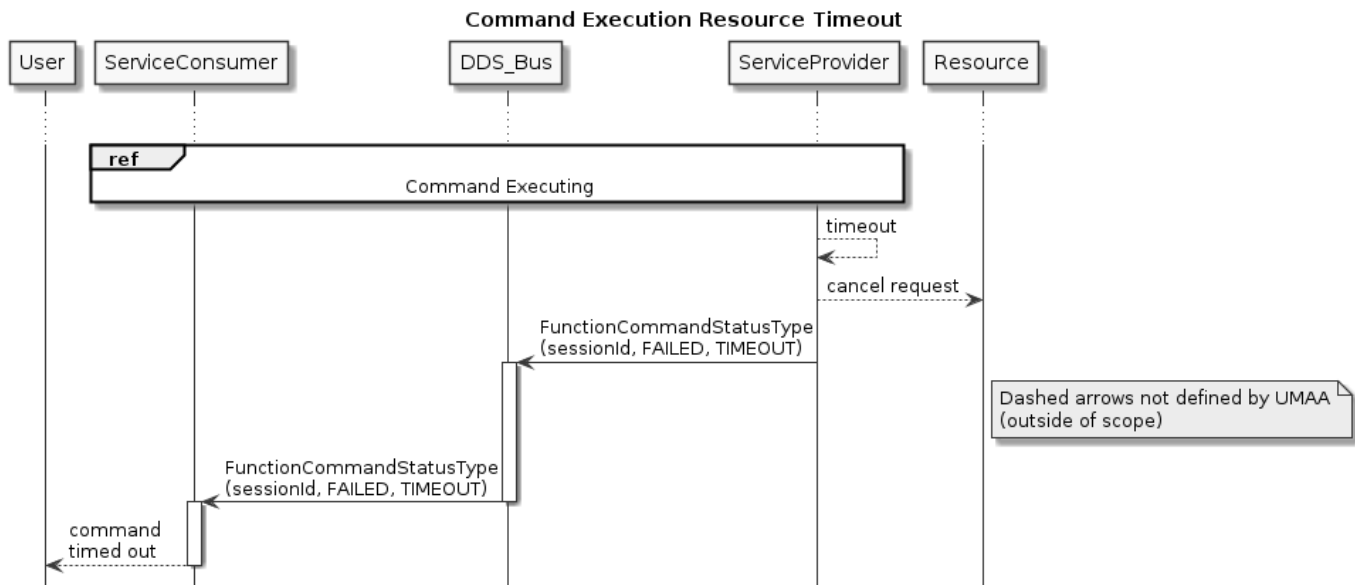 Command Execution Resource Timeout
User
ServiceConsumer
DDS_Bus
ServiceProvider
Resource
ref
Command Executing
timeout
cancel request
FunctionCommandStatusType
(sessionId, FAILED, TIMEOUT)
Dashed arrows not defined by UMAA
(outside of scope)
FunctionCommandStatusType
(sessionId, FAILED, TIMEOUT)
command
timed out